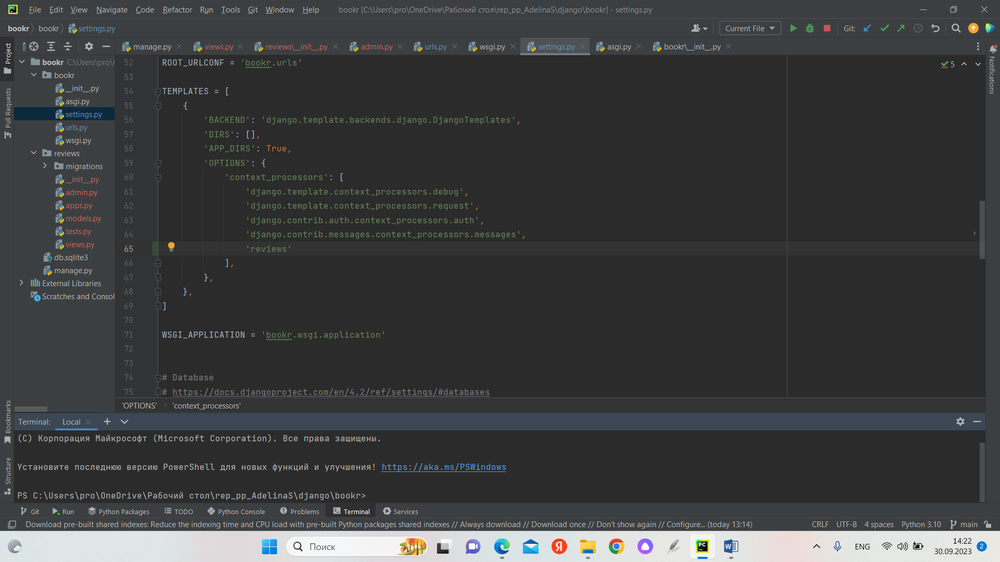 File Edit View Navigate Code Refactor Run Tools Git Window Help bookr [C:\Users\pro\OneDrive\Рабочий стол\rep_pp_AdelinaS\django\bookr] - settings.py
bookr bookr settings.py Current File Git:
manage.py views.py reviews\__init__.py admin.py urls.py wsgi.py settings.py asgi.py bookr\__init__.py
Project
Pull Requests
Bookmarks
Structure
Notifications
bookr C:\Users\pro\
bookr
__init__.py
asgi.py
settings.py
urls.py
wsgi.py
reviews
migrations
__init__.py
admin.py
apps.py
models.py
tests.py
views.py
db.sqlite3
manage.py
External Libraries
Scratches and Consol
5
52 ROOT_URLCONF = 'bookr.urls'
53
54 TEMPLATES = [
55 {
56 'BACKEND': 'django.template.backends.django.DjangoTemplates',
57 'DIRS': [],
58 'APP_DIRS': True,
59 'OPTIONS': {
60 'context_processors': [
61 'django.template.context_processors.debug',
62 'django.template.context_processors.request',
63 'django.contrib.auth.context_processors.auth',
64 'django.contrib.messages.context_processors.messages',
65 'reviews'
66 ],
67 },
68 },
69 ]
70
71 WSGI_APPLICATION = 'bookr.wsgi.application'
72
73
74 # Database
75 # https://docs.djangoproject.com/en/4.2/ref/settings/#databases
'OPTIONS' › 'context_processors'
Terminal: Local
(C) Корпорация Майкрософт (Microsoft Corporation). Все права защищены.
Установите последнюю версию PowerShell для новых функций и улучшения! https://aka.ms/PSWindows
PS C:\Users\pro\OneDrive\Рабочий стол\rep_pp_AdelinaS\django\bookr>
Git Run Python Packages TODO Python Console Problems Terminal Services
Download pre-built shared indexes: Reduce the indexing time and CPU load with pre-built Python packages shared indexes // Always download // Download once // Don't show again // Configure... (today 13:14) CRLF UTF-8 4 spaces Python 3.10 main
Поиск
ENG
14:22
30.09.2023
2